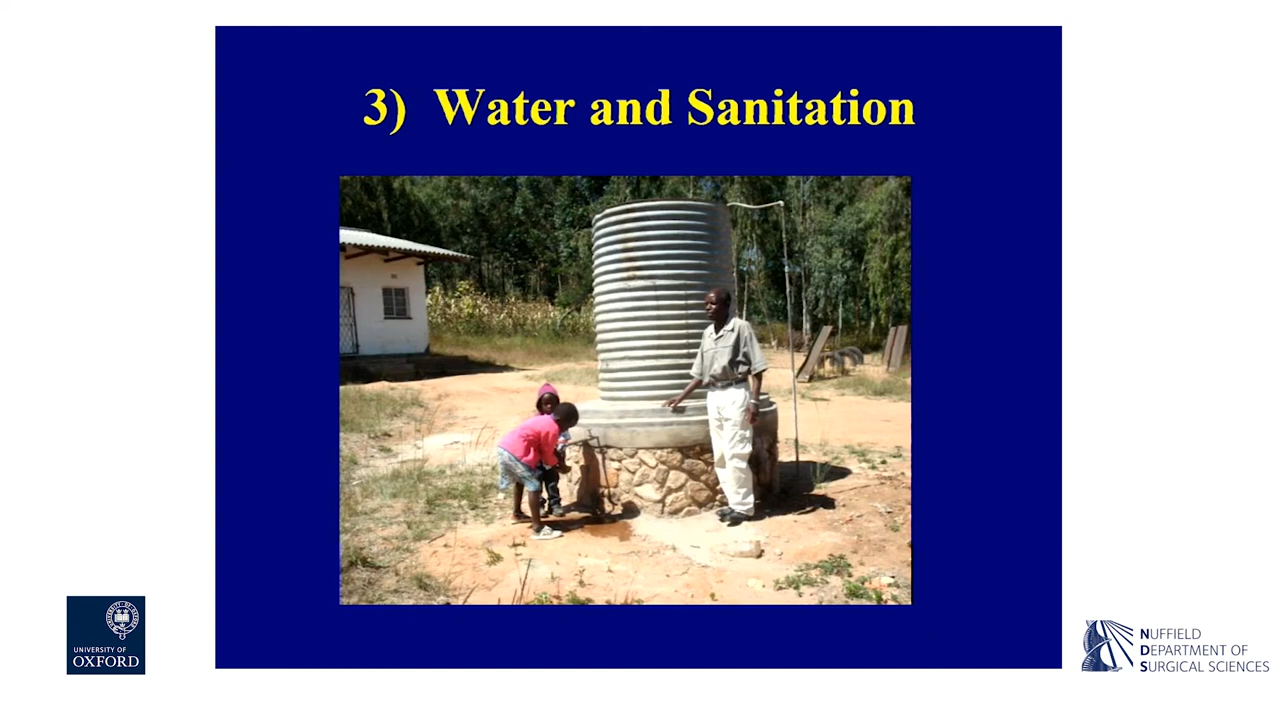 3) Water and Sanitation
UNIVERSITY OF
OXFORD
NUFFIELD
DEPARTMENT OF
SURGICAL SCIENCES